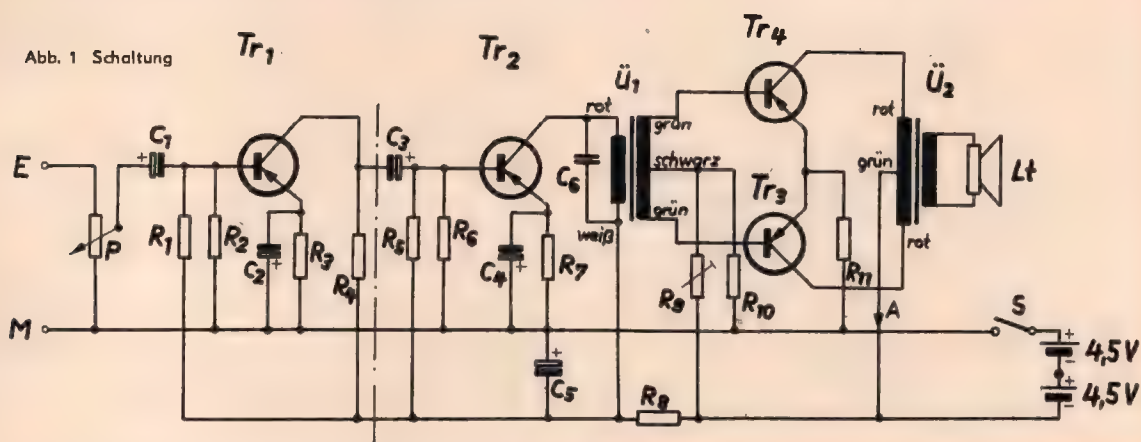 Abb. 1 Schaltung
Tr1
Tr2
Tr4
Ü1
Ü2
rot
grün
rot
C1
+
C3
+
C6
schwarz
grün
Lt
E
Tr3
P
R1
R2
C2
+
R3
R4
R5
R6
C4
+
R7
weiß
grün
R9
R10
R11
rot
M
A
S
+
4,5V
-
+
4,5V
-
C5
+
R8